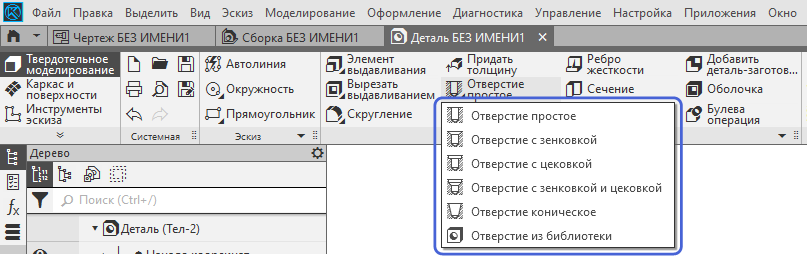 Файл Правка Выделить Вид Эскиз Моделирование Оформление Диагностика Управление Настройка Приложения Окно
Чертеж БЕЗ ИМЕНИ1 Сборка БЕЗ ИМЕНИ1 Деталь БЕЗ ИМЕНИ1
Твердотельное моделирование
Каркас и поверхности
Инструменты эскиза
Системная
Автолиния
Окружность
Прямоугольник
Эскиз
Элемент выдавливания
Вырезать выдавливанием
Скругление
Придать толщину
Отверстие простое
Ребро жесткости
Сечение
Добавить деталь-заготов...
Оболочка
Булева операция
Отверстие простое
Отверстие с зенковкой
Отверстие с цековкой
Отверстие с зенковкой и цековкой
Отверстие коническое
Отверстие из библиотеки
Дерево
Поиск (Ctrl+/)
Деталь (Тел-2)